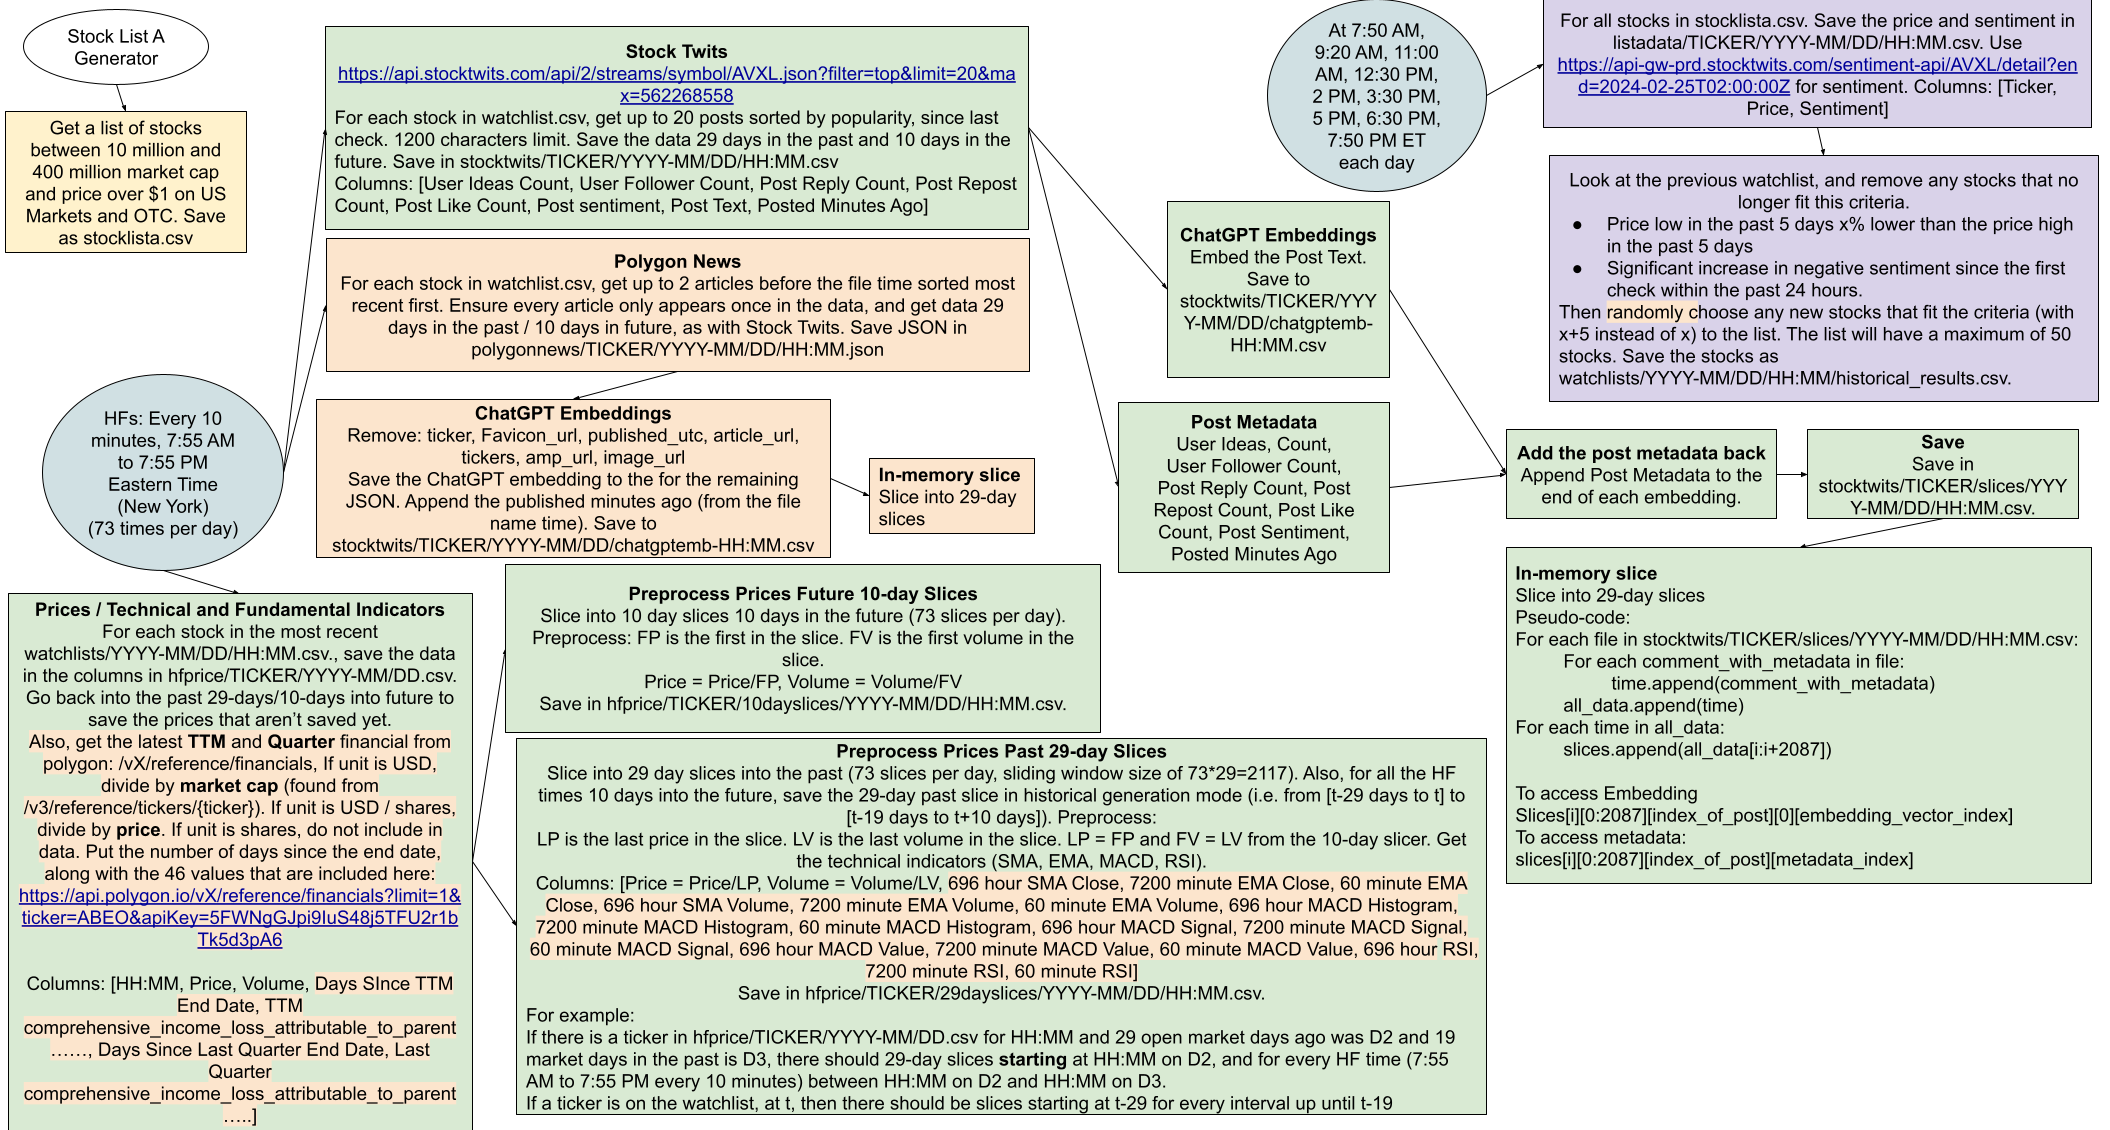 Stock List A
Generator
Get a list of stocks
between 10 million and
400 million market cap
and price over $1 on US
Markets and OTC. Save
as stocklista.csv
HFs: Every 10
minutes, 7:55 AM
to 7:55 PM
Eastern Time
(New York)
(73 times per day)
Stock Twits
https://api.stocktwits.com/api/2/streams/symbol/AVXL.json?filter=top&limit=20&ma
x=562268558
For each stock in watchlist.csv, get up to 20 posts sorted by popularity, since last
check. 1200 characters limit. Save the data 29 days in the past and 10 days in the
future. Save in stocktwits/TICKER/YYYY-MM/DD/HH:MM.csv
Columns: [User Ideas Count, User Follower Count, Post Reply Count, Post Repost
Count, Post Like Count, Post sentiment, Post Text, Posted Minutes Ago]
Polygon News
For each stock in watchlist.csv, get up to 2 articles before the file time sorted most
recent first. Ensure every article only appears once in the data, and get data 29
days in the past / 10 days in future, as with Stock Twits. Save JSON in
polygonnews/TICKER/YYYY-MM/DD/HH:MM.json
ChatGPT Embeddings
Remove: ticker, Favicon_url, published_utc, article_url,
tickers, amp_url, image_url
Save the ChatGPT embedding to the for the remaining
JSON. Append the published minutes ago (from the file
name time). Save to
stocktwits/TICKER/YYYY-MM/DD/chatgptemb-HH:MM.csv
In-memory slice
Slice into 29-day
slices
At 7:50 AM,
9:20 AM, 11:00
AM, 12:30 PM,
2 PM, 3:30 PM,
5 PM, 6:30 PM,
7:50 PM ET
each day
For all stocks in stocklista.csv. Save the price and sentiment in
listadata/TICKER/YYYY-MM/DD/HH:MM.csv. Use
https://api-gw-prd.stocktwits.com/sentiment-api/AVXL/detail?en
d=2024-02-25T02:00:00Z for sentiment. Columns: [Ticker,
Price, Sentiment]
Look at the previous watchlist, and remove any stocks that no
longer fit this criteria.
● Price low in the past 5 days x% lower than the price high
in the past 5 days
● Significant increase in negative sentiment since the first
check within the past 24 hours.
Then randomly choose any new stocks that fit the criteria (with
x+5 instead of x) to the list. The list will have a maximum of 50
stocks. Save the stocks as
watchlists/YYYY-MM/DD/HH:MM/historical_results.csv.
ChatGPT Embeddings
Embed the Post Text.
Save to
stocktwits/TICKER/YYY
Y-MM/DD/chatgptemb-
HH:MM.csv
Post Metadata
User Ideas, Count,
User Follower Count,
Post Reply Count, Post
Repost Count, Post Like
Count, Post Sentiment,
Posted Minutes Ago
Add the post metadata back
Append Post Metadata to the
end of each embedding.
Save
Save in
stocktwits/TICKER/slices/YYY
Y-MM/DD/HH:MM.csv.
In-memory slice
Slice into 29-day slices
Pseudo-code:
For each file in stocktwits/TICKER/slices/YYYY-MM/DD/HH:MM.csv:
For each comment_with_metadata in file:
time.append(comment_with_metadata)
all_data.append(time)
For each time in all_data:
slices.append(all_data[i:i+2087])
To access Embedding
Slices[i][0:2087][index_of_post][0][embedding_vector_index]
To access metadata:
slices[i][0:2087][index_of_post][metadata_index]
Prices / Technical and Fundamental Indicators
For each stock in the most recent
watchlists/YYYY-MM/DD/HH:MM.csv., save the data
in the columns in hfprice/TICKER/YYYY-MM/DD.csv.
Go back into the past 29-days/10-days into future to
save the prices that aren't saved yet.
Also, get the latest TTM and Quarter financial from
polygon: /vX/reference/financials, If unit is USD,
divide by market cap (found from
/v3/reference/tickers/{ticker}). If unit is USD / shares,
divide by price. If unit is shares, do not include in
data. Put the number of days since the end date,
along with the 46 values that are included here:
https://api.polygon.io/vX/reference/financials?limit=1&
ticker=ABEO&apiKey=5FWNgGJpi9IuS48j5TFU2r1b
Tk5d3pA6
Columns: [HH:MM, Price, Volume, Days SInce TTM
End Date, TTM
comprehensive_income_loss_attributable_to_parent
……, Days Since Last Quarter End Date, Last
Quarter
comprehensive_income_loss_attributable_to_parent
…..]
Preprocess Prices Future 10-day Slices
Slice into 10 day slices 10 days in the future (73 slices per day).
Preprocess: FP is the first in the slice. FV is the first volume in the
slice.
Price = Price/FP, Volume = Volume/FV
Save in hfprice/TICKER/10dayslices/YYYY-MM/DD/HH:MM.csv.
Preprocess Prices Past 29-day Slices
Slice into 29 day slices into the past (73 slices per day, sliding window size of 73*29=2117). Also, for all the HF
times 10 days into the future, save the 29-day past slice in historical generation mode (i.e. from [t-29 days to t] to
[t-19 days to t+10 days]). Preprocess:
LP is the last price in the slice. LV is the last volume in the slice. LP = FP and FV = LV from the 10-day slicer. Get
the technical indicators (SMA, EMA, MACD, RSI).
Columns: [Price = Price/LP, Volume = Volume/LV, 696 hour SMA Close, 7200 minute EMA Close, 60 minute EMA
Close, 696 hour SMA Volume, 7200 minute EMA Volume, 60 minute EMA Volume, 696 hour MACD Histogram,
7200 minute MACD Histogram, 60 minute MACD Histogram, 696 hour MACD Signal, 7200 minute MACD Signal,
60 minute MACD Signal, 696 hour MACD Value, 7200 minute MACD Value, 60 minute MACD Value, 696 hour RSI,
7200 minute RSI, 60 minute RSI]
Save in hfprice/TICKER/29dayslices/YYYY-MM/DD/HH:MM.csv.
For example:
If there is a ticker in hfprice/TICKER/YYYY-MM/DD.csv for HH:MM and 29 open market days ago was D2 and 19
market days in the past is D3, there should 29-day slices starting at HH:MM on D2, and for every HF time (7:55
AM to 7:55 PM every 10 minutes) between HH:MM on D2 and HH:MM on D3.
If a ticker is on the watchlist, at t, then there should be slices starting at t-29 for every interval up until t-19